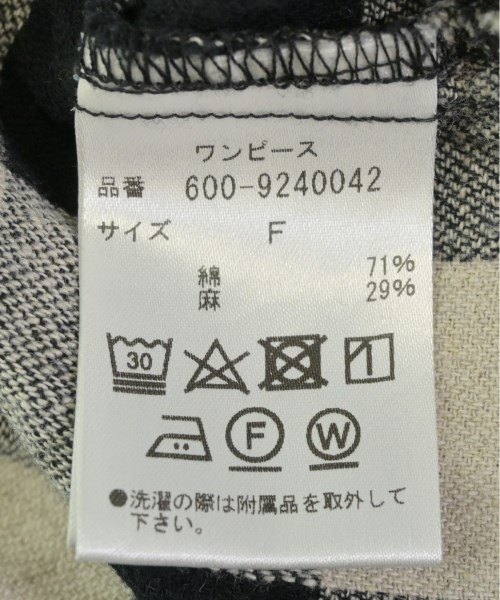 ワンピース
品番 600-9240042
サイズ F
綿 71%
麻 29%
30
F W
●洗濯の際は附属品を取外して
下さい。